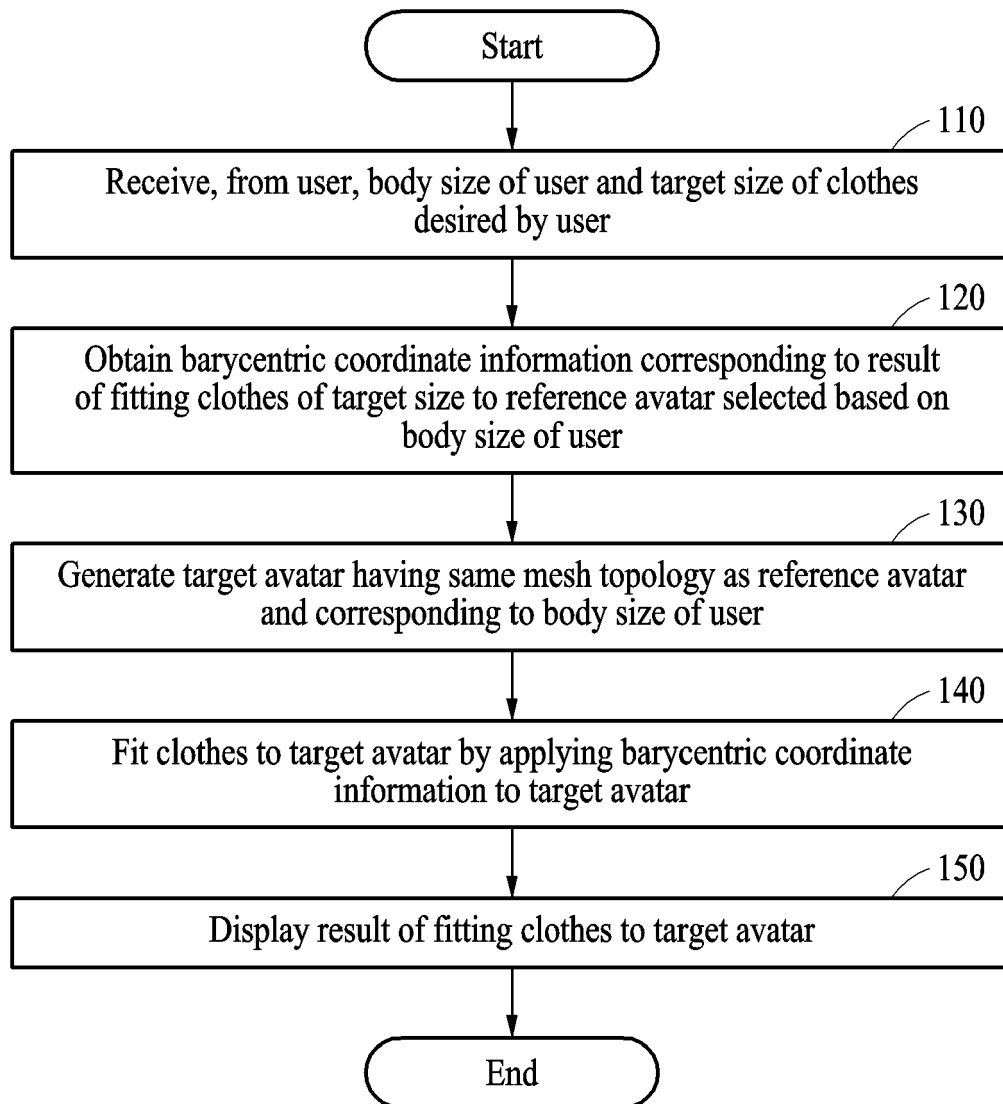 Start
110
Receive, from user, body size of user and target size of clothes
desired by user
120
Obtain barycentric coordinate information corresponding to result
of fitting clothes of target size to reference avatar selected based on
body size of user
130
Generate target avatar having same mesh topology as reference avatar
and corresponding to body size of user
140
Fit clothes to target avatar by applying barycentric coordinate
information to target avatar
150
Display result of fitting clothes to target avatar
End